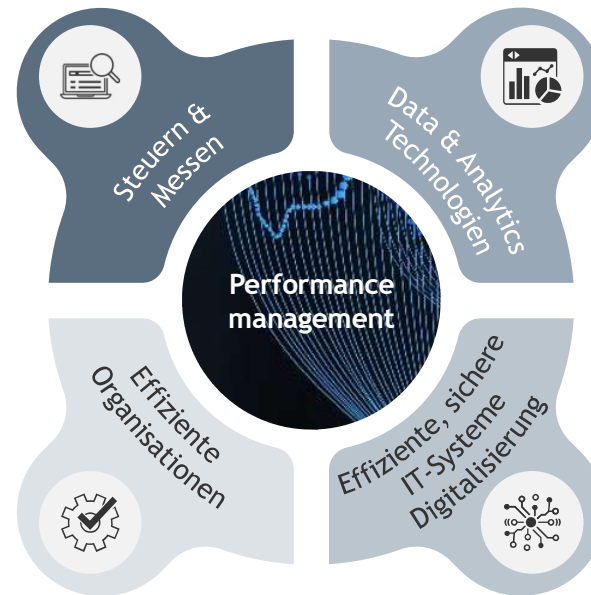 Steuern &
Messen
Data & Analytics
Technologien
Performance
management
Effiziente
Organisationen
Effiziente, sichere
IT-Systeme
Digitalisierung